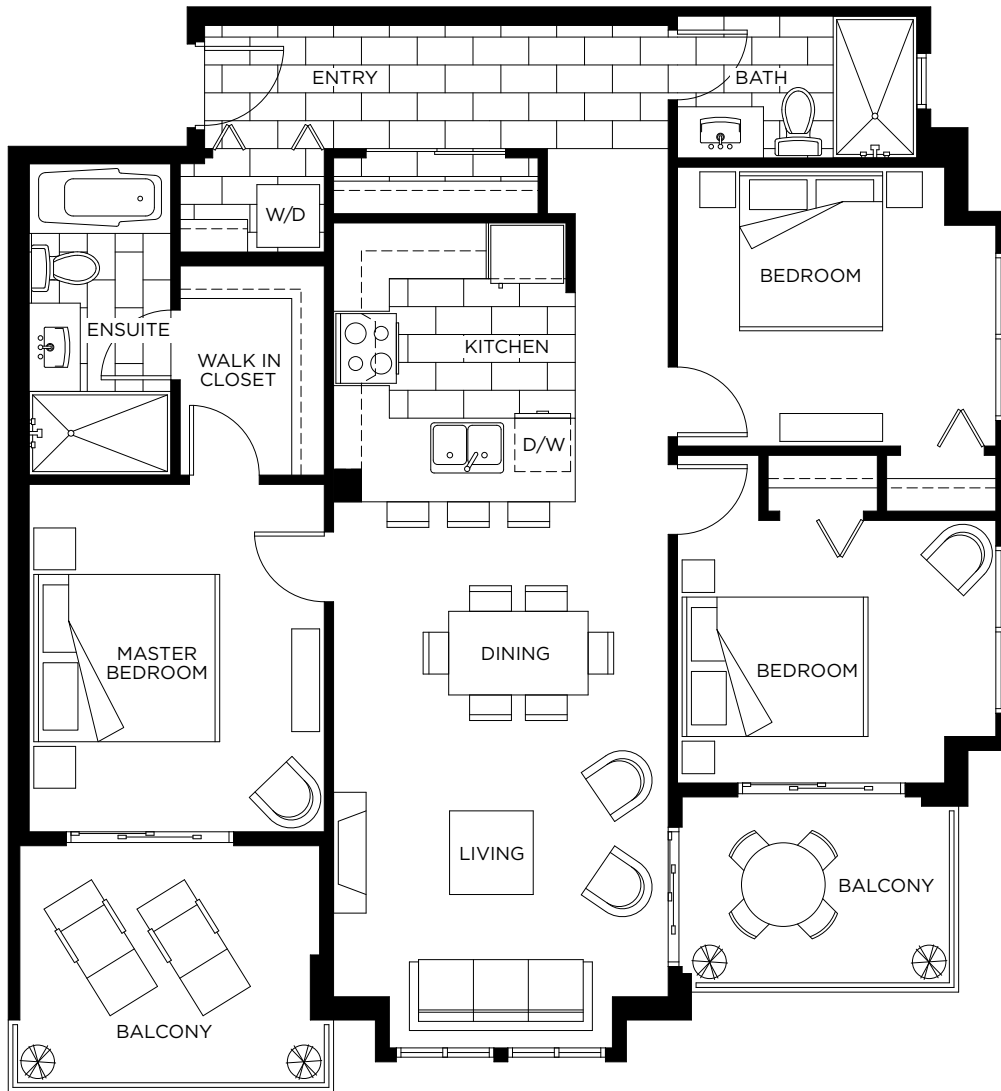 ENTRY
BATH
W/D
BEDROOM
ENSUITE
KITCHEN
WALK IN
CLOSET
D/W
MASTER
BEDROOM
DINING
BEDROOM
LIVING
BALCONY
BALCONY